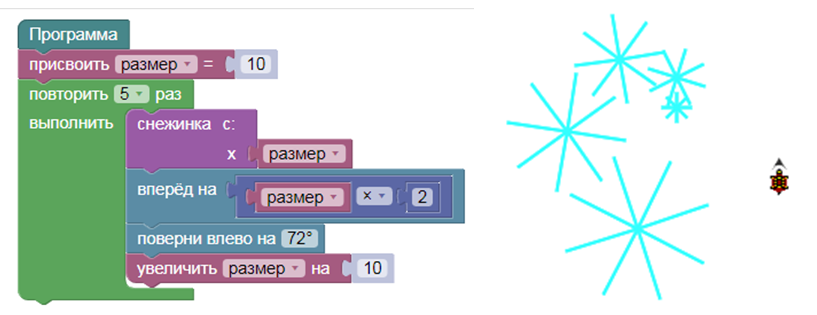 Программа
присвоить размер = 10
повторить 5 раз
выполнить снежинка с:
x размер
вперёд на размер × 2
поверни влево на 72°
увеличить размер на 10